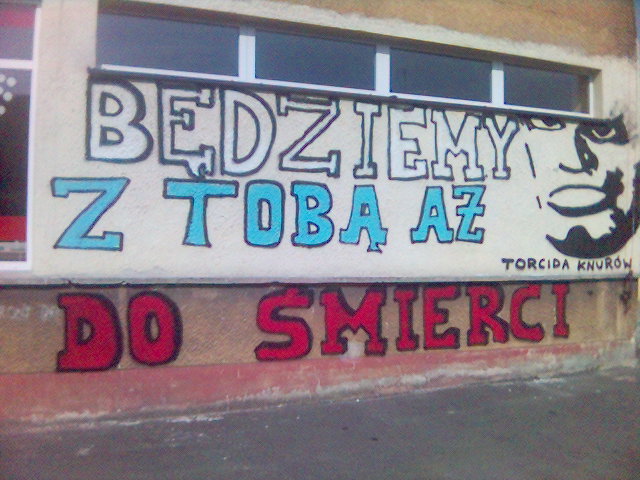 BĘDZIEMY
Z TOBĄ AŻ
TORCIDA KNURÓW
DO ŚMIERCI